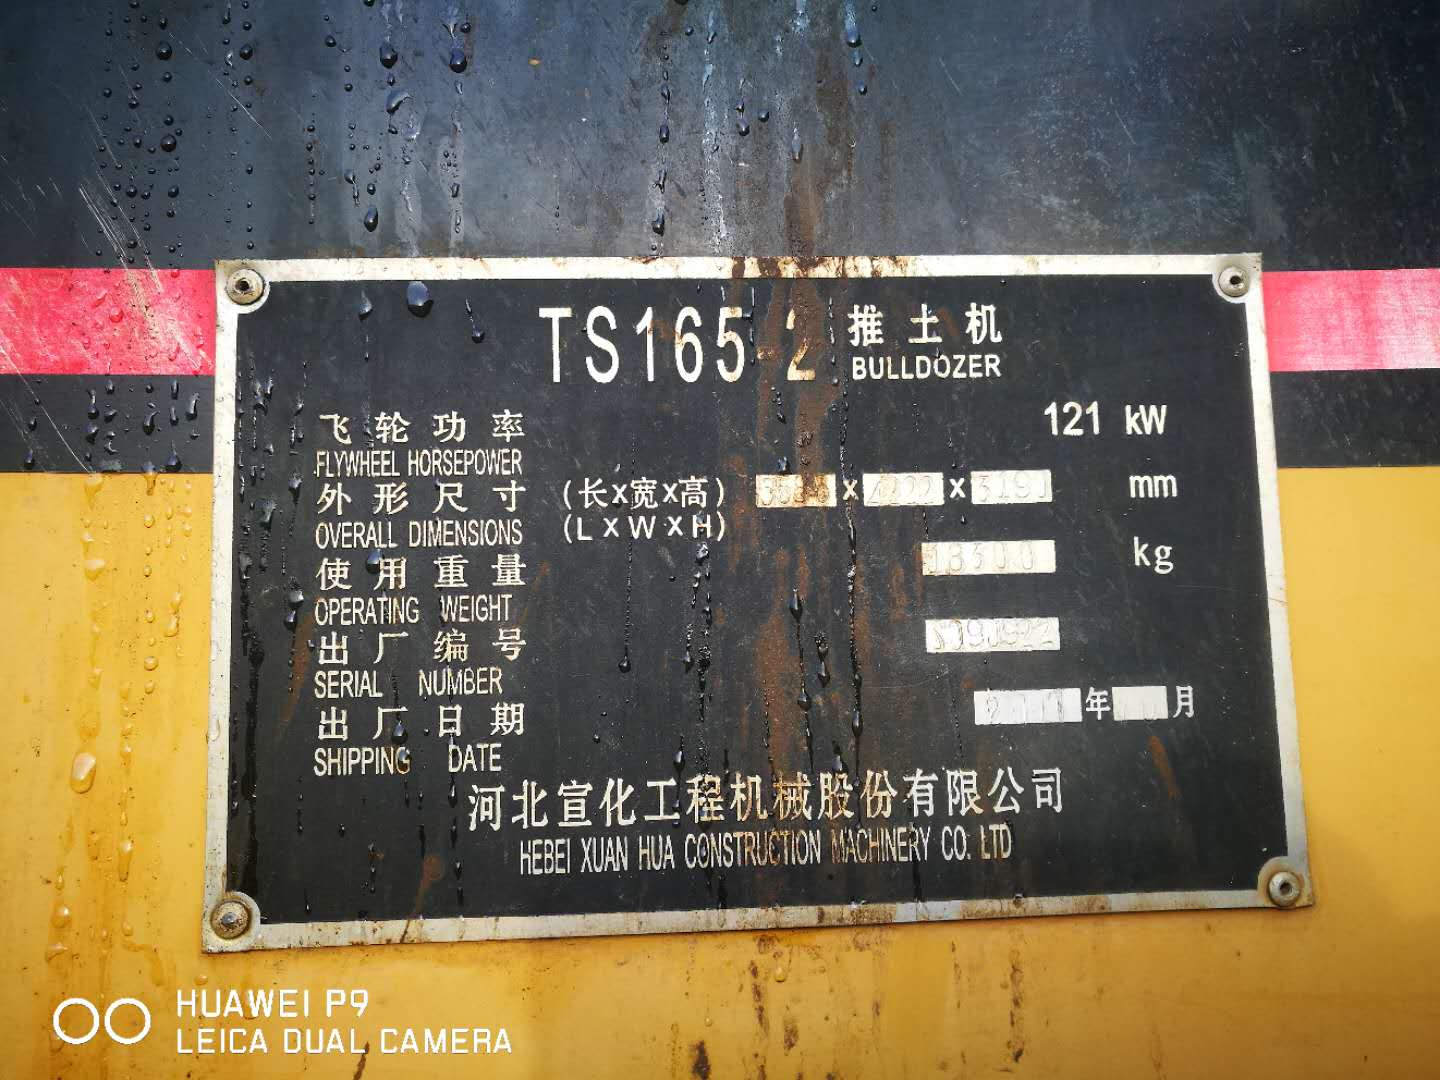 TS165-2 推土机
BULLDOZER
飞轮功率 121 kW
FLYWHEEL HORSEPOWER
外形尺寸 (长x宽x高) x x mm
OVERALL DIMENSIONS (LxWxH)
使用重量 kg
OPERATING WEIGHT
出厂编号
SERIAL NUMBER
出厂日期 年 月
SHIPPING DATE
河北宣化工程机械股份有限公司
HEBEI XUAN HUA CONSTRUCTION MACHINERY CO. LTD
HUAWEI P9
LEICA DUAL CAMERA